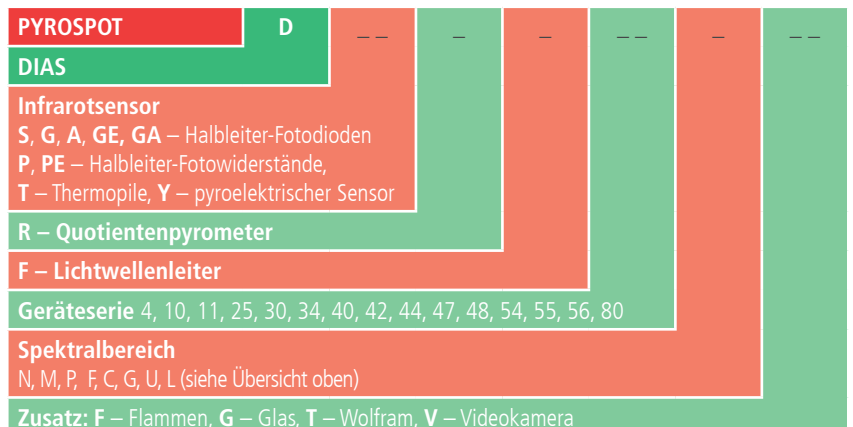 PYROSPOT D _ _ _ _ _ _ _ _ _
DIAS
Infrarotsensor
S, G, A, GE, GA – Halbleiter-Fotodioden
P, PE – Halbleiter-Fotowiderstände,
T – Thermopile, Y – pyroelektrischer Sensor
R – Quotientenpyrometer
F – Lichtwellenleiter
Geräteserie 4, 10, 11, 25, 30, 34, 40, 42, 44, 47, 48, 54, 55, 56, 80
Spektralbereich
N, M, P, F, C, G, U, L (siehe Übersicht oben)
Zusatz: F – Flammen, G – Glas, T – Wolfram, V – Videokamera